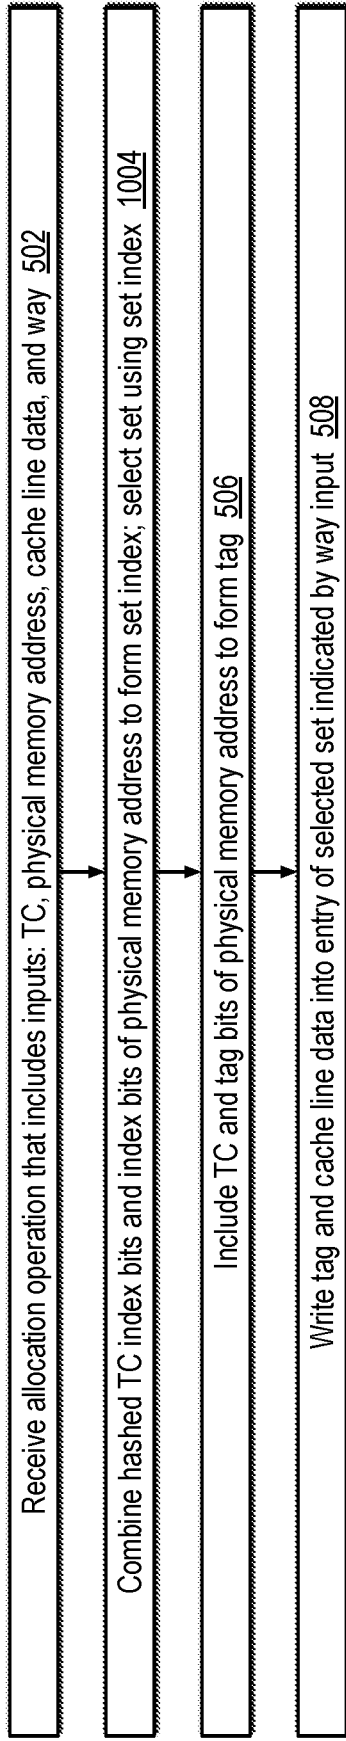 Receive allocation operation that includes inputs: TC, physical memory address, cache line data, and way 502
Combine hashed TC index bits and index bits of physical memory address to form set index; select set using set index 1004
Include TC and tag bits of physical memory address to form tag 506
Write tag and cache line data into entry of selected set indicated by way input 508